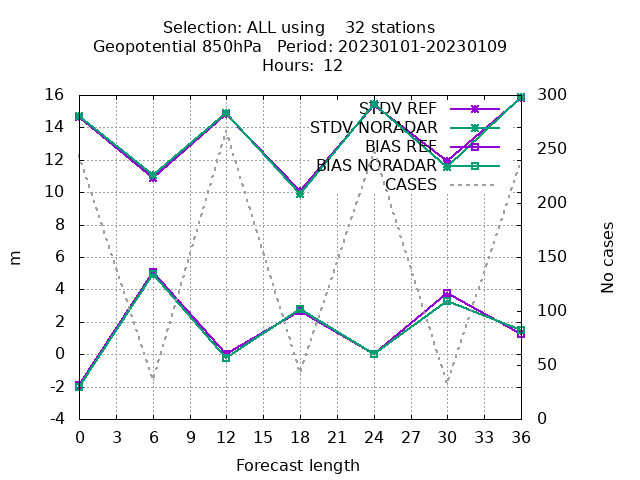 Selection: ALL using    32 stations
Geopotential 850hPa   Period: 20230101-20230109
Hours: 12
STDV REF
STDV NORADAR
BIAS REF
BIAS NORADAR
CASES
16
14
12
10
8
6
4
2
0
-2
-4
m
300
250
200
150
100
50
0
No cases
0 3 6 9 12 15 18 21 24 27 30 33 36
Forecast length